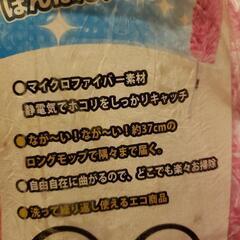 ●マイクロファイバー素材
静電気でホコリをしっかりキャッチ
●なが～い!なが～い!約37cmの
ロングモップで隅々まで届く。
●自由自在に曲がるので、どこでも楽々お掃除
●洗って繰り返し使えるエコ商品